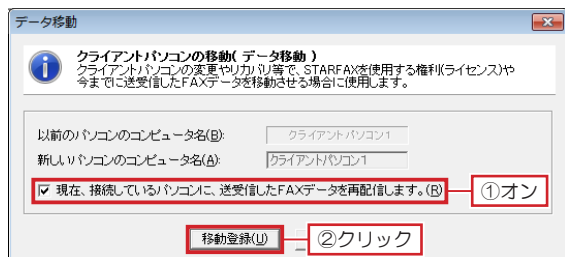 データ移動
クライアントパソコンの移動( データ移動 )
クライアントパソコンの変更やリカバリ等で、STARFAXを使用する権利(ライセンス)や
今までに送受信したFAXデータを移動させる場合に使用します。
以前のパソコンのコンピュータ名(B): クライアントパソコン1
新しいパソコンのコンピュータ名(A): クライアントパソコン1
現在、接続しているパソコンに、送受信したFAXデータを再配信します。(R) ①オン
移動登録(U) ②クリック